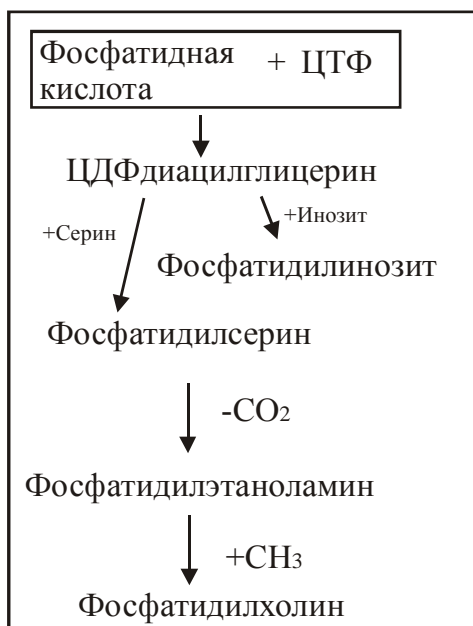 Фосфатидная + ЦТФ
кислота
ЦДФдиацилглицерин
+Серин
+Инозит
Фосфатидилинозит
Фосфатидилсерин
-CO2
Фосфатидилэтаноламин
+CH3
Фосфатидилхолин